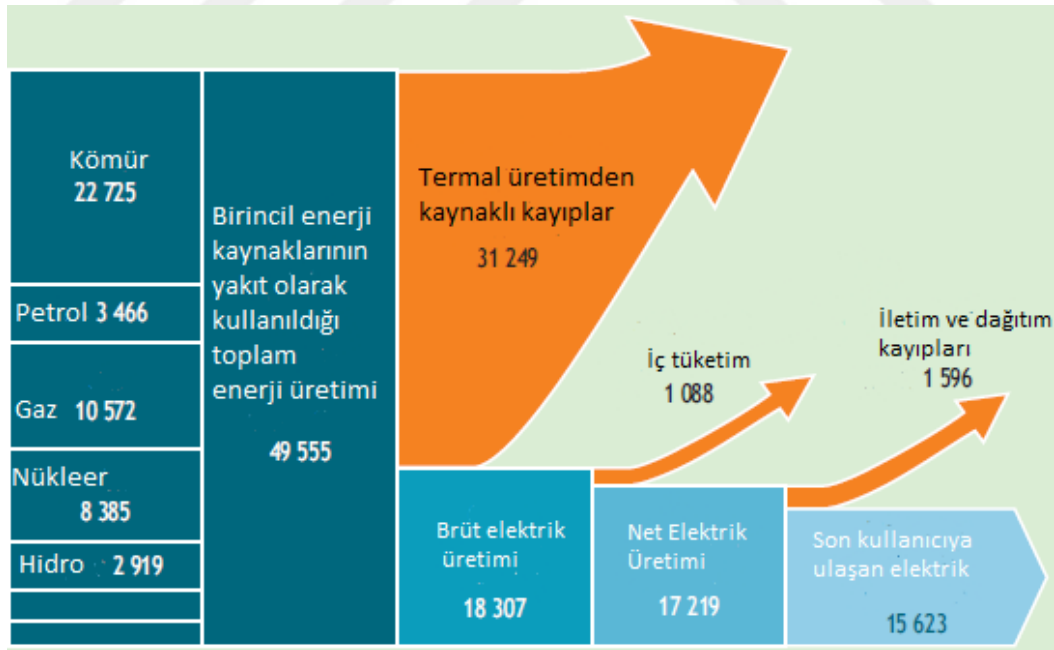 Kömür
22 725
Petrol 3 466
Gaz 10 572
Nükleer
8 385
Hidro 2 919
Birincil enerji
kaynaklarının
yakıt olarak
kullanıldığı
toplam
enerji üretimi
49 555
Termal üretimden
kaynaklı kayıplar
31 249
İç tüketim
1 088
İletim ve dağıtım
kayıpları
1 596
Brüt elektrik
üretimi
18 307
Net Elektrik
Üretimi
17 219
Son kullanıcıya
ulaşan elektrik
15 623